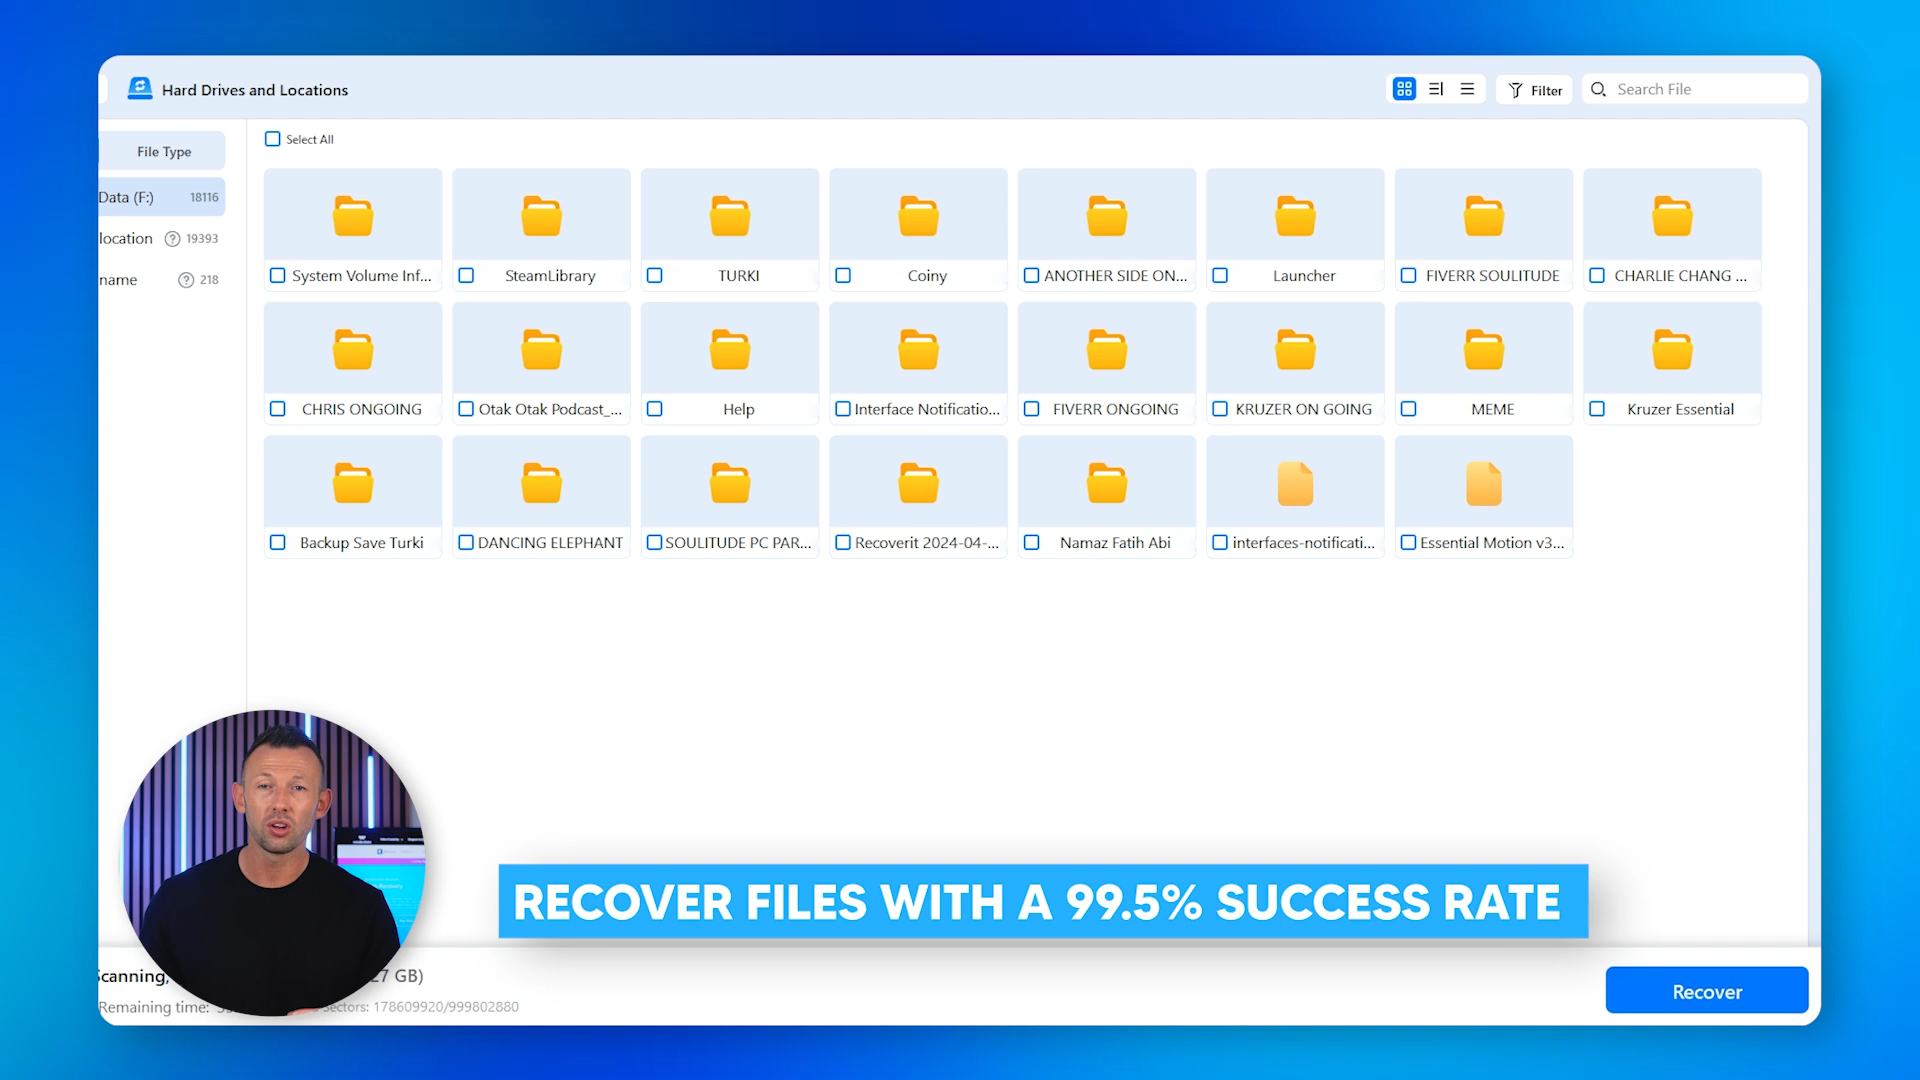 Hard Drives and Locations
Filter
Search File
File Type
Select All
Data (F:) 18116
location 19393
name 218
System Volume Inf...
SteamLibrary
TURKI
Coiny
ANOTHER SIDE ON...
Launcher
FIVERR SOULITUDE
CHARLIE CHANG ...
CHRIS ONGOING
Otak Otak Podcast_...
Help
Interface Notificatio...
FIVERR ONGOING
KRUZER ON GOING
MEME
Kruzer Essential
Backup Save Turki
DANCING ELEPHANT
SOULITUDE PC PAR...
Recoverit 2024-04-...
Namaz Fatih Abi
interfaces-notificati...
Essential Motion v3...
RECOVER FILES WITH A 99.5% SUCCESS RATE
Scanning, 27 GB)
Remaining time: sectors: 178609920/999802880
Recover